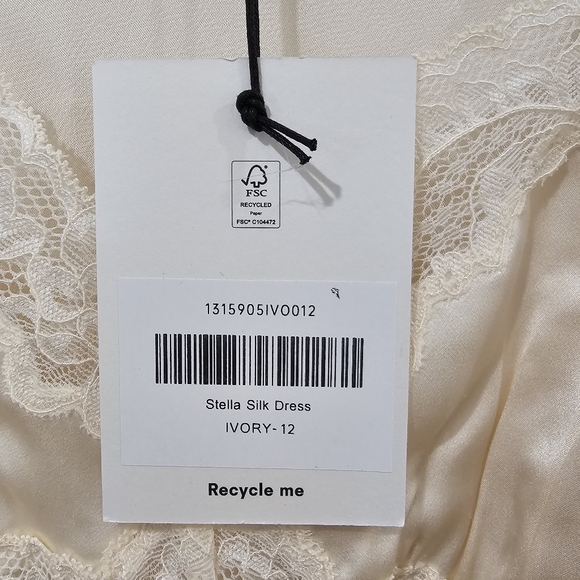 FSC
RECYCLED
Paper
FSC® C104472
1315905IVO012
Stella Silk Dress
IVORY- 12
Recycle me